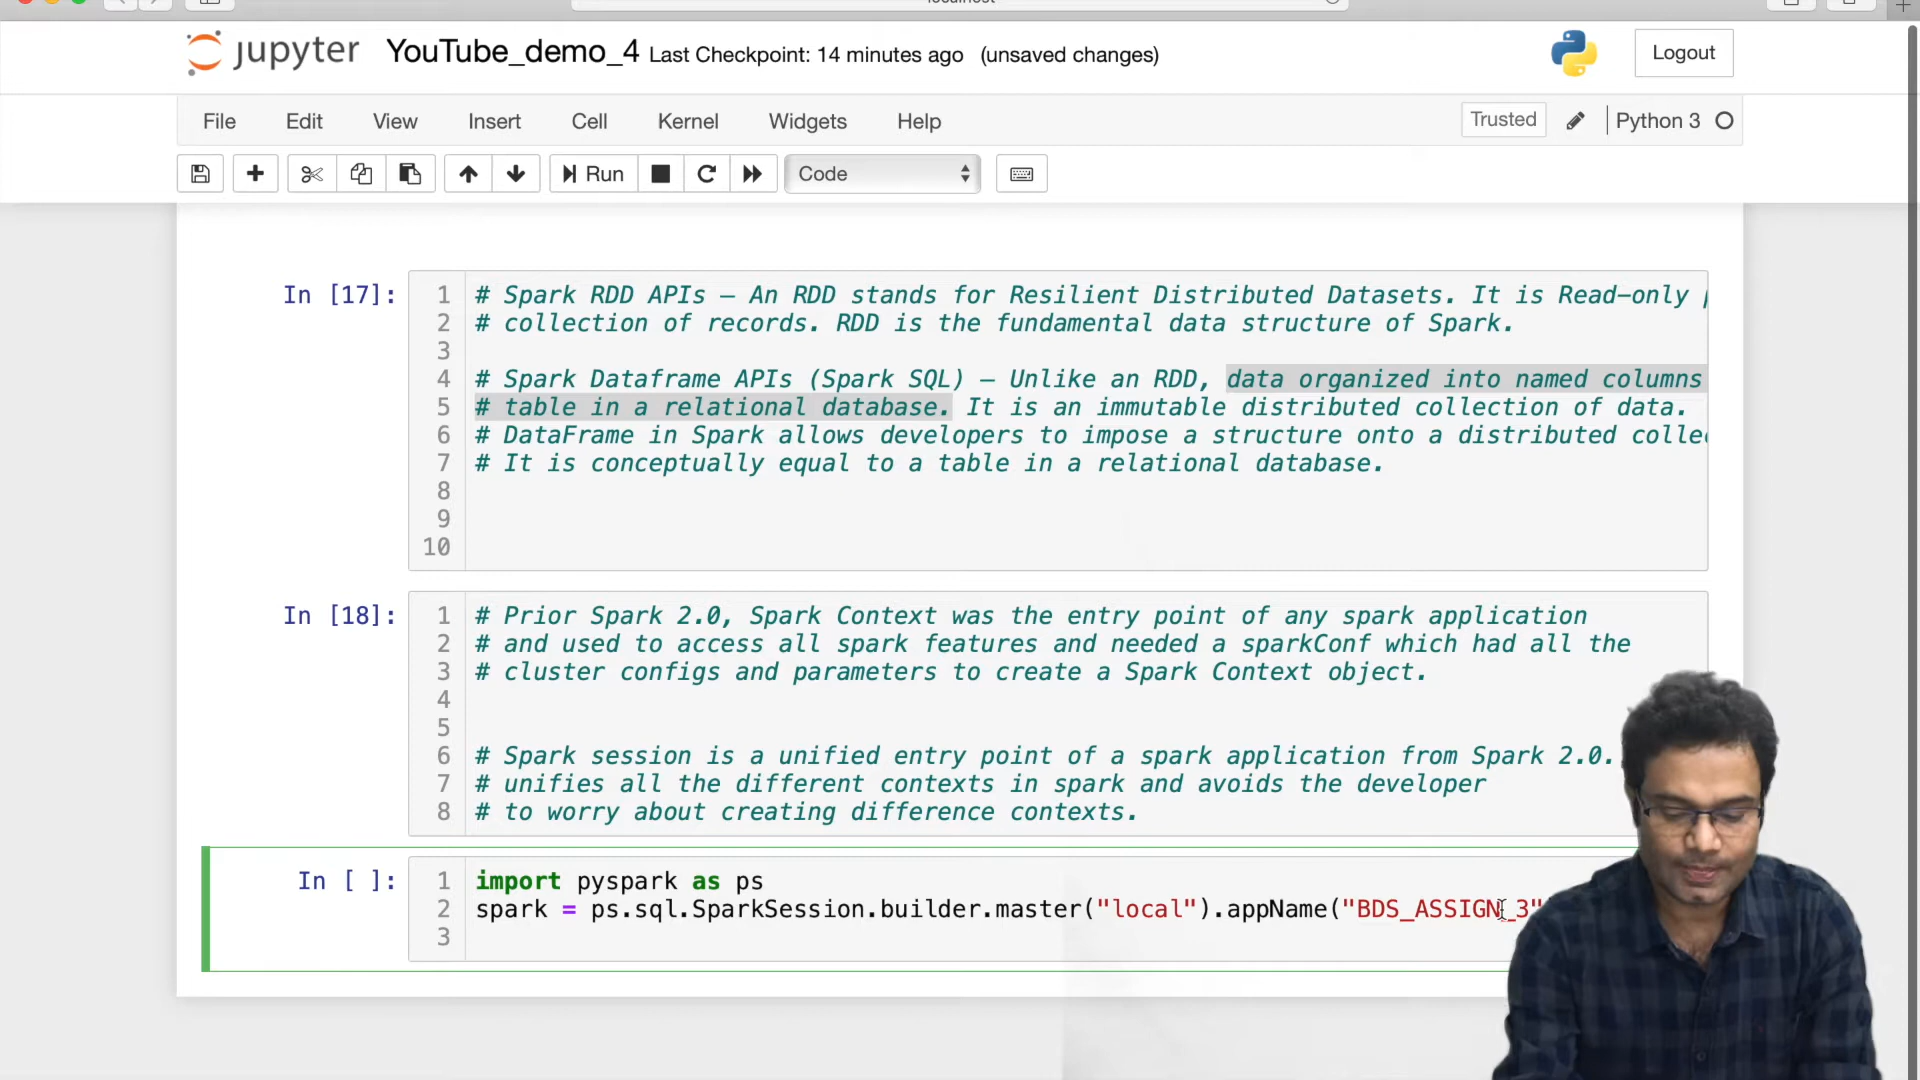 jupyter YouTube_demo_4 Last Checkpoint: 14 minutes ago (unsaved changes) Logout
File Edit View Insert Cell Kernel Widgets Help Trusted Python 3
Run Code
In [17]:
1 # Spark RDD APIs – An RDD stands for Resilient Distributed Datasets. It is Read-only
2 # collection of records. RDD is the fundamental data structure of Spark.
3
4 # Spark Dataframe APIs (Spark SQL) – Unlike an RDD, data organized into named columns
5 # table in a relational database. It is an immutable distributed collection of data.
6 # DataFrame in Spark allows developers to impose a structure onto a distributed
7 # It is conceptually equal to a table in a relational database.
8
9
10
In [18]:
1 # Prior Spark 2.0, Spark Context was the entry point of any spark application
2 # and used to access all spark features and needed a sparkConf which had all the
3 # cluster configs and parameters to create a Spark Context object.
4
5
6 # Spark session is a unified entry point of a spark application from Spark 2.0.
7 # unifies all the different contexts in spark and avoids the developer
8 # to worry about creating difference contexts.
In [ ]:
1 import pyspark as ps
2 spark = ps.sql.SparkSession.builder.master("local").appName("BDS_ASSIGN_3"
3